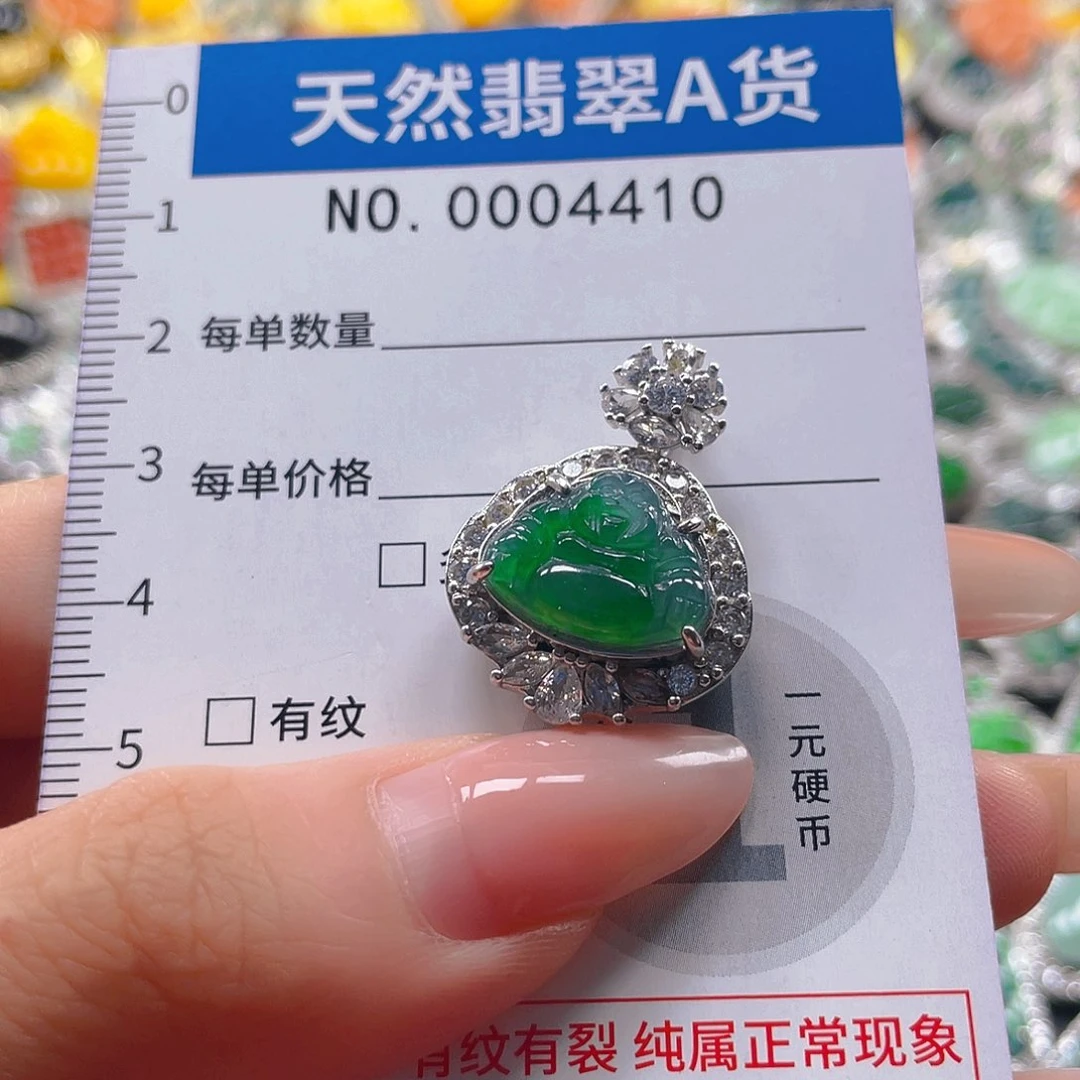 天然翡翠A货
NO. 0004410
0
1
2
3
4
5
每单数量
每单价格
有纹
一元硬币
有纹有裂 纯属正常现象